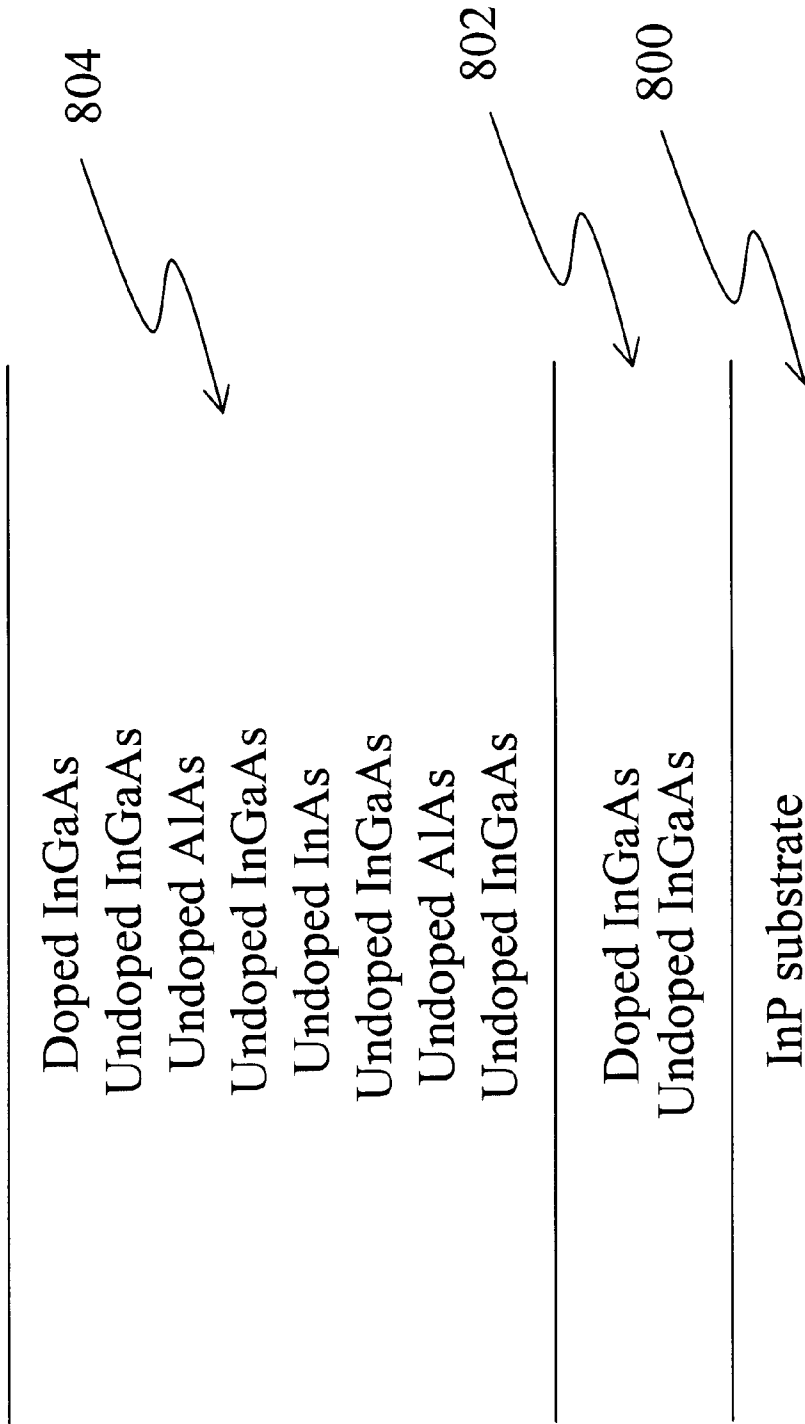 Doped InGaAs
804
Undoped InGaAs
Undoped AlAs
Undoped InGaAs
Undoped InAs
Undoped InGaAs
Undoped AlAs
Undoped InGaAs
802
Doped InGaAs
Undoped InGaAs
800
InP substrate